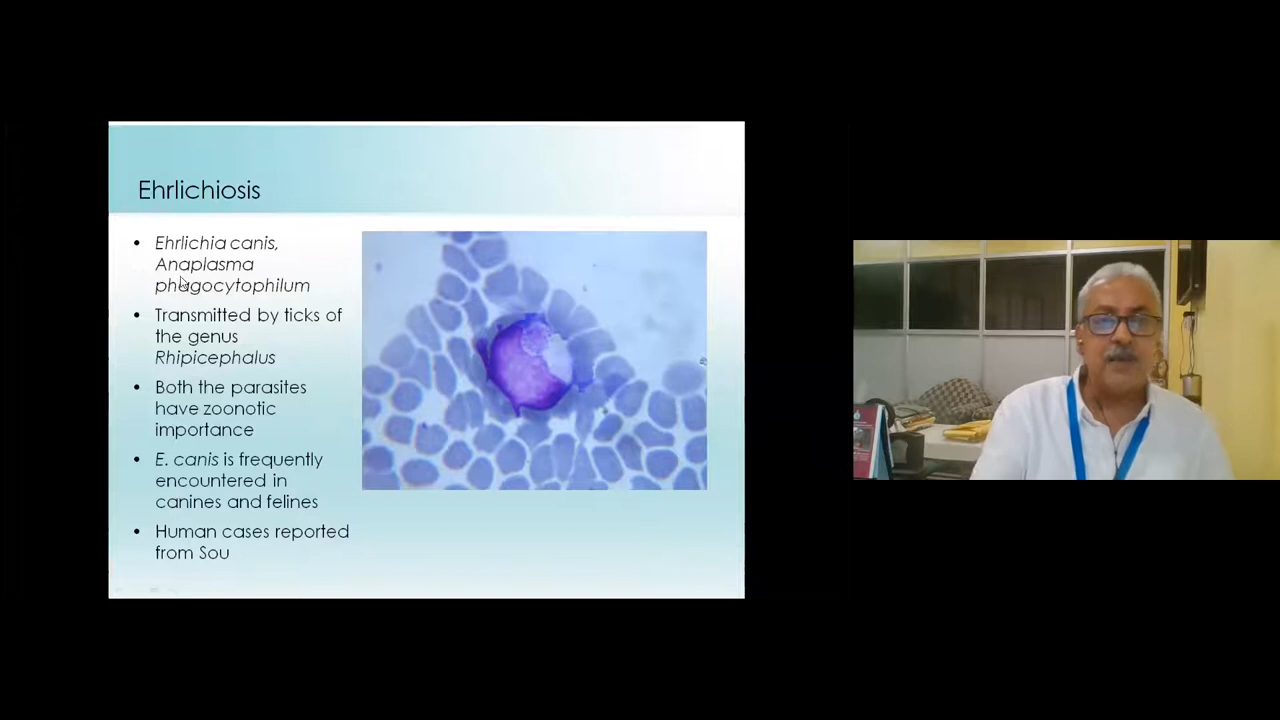 Ehrlichiosis
• Ehrlichia canis,
Anaplasma
phagocytophilum
• Transmitted by ticks of
the genus
Rhipicephalus
• Both the parasites
have zoonotic
importance
• E. canis is frequently
encountered in
canines and felines
• Human cases reported
from Sou